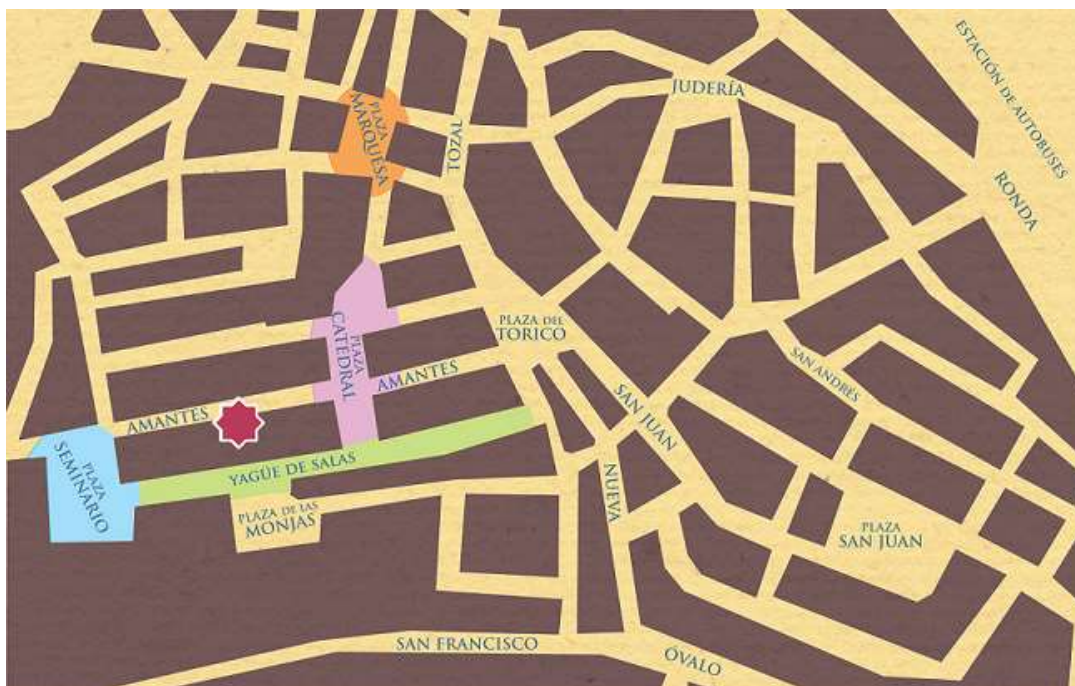 ESTACIÓN DE AUTOBUSES
JUDERÍA
PLAZA
MARQUESA
TOZAL
RONDA
PLAZA DEL
TORICO
PLAZA
CATEDRAL
SAN ANDRÉS
AMANTES
AMANTES
SAN JUAN
PLAZA
SEMINARIO
YAGÜE DE SALAS
NUEVA
PLAZA DE LAS
MONJAS
PLAZA
SAN JUAN
SAN FRANCISCO
ÓVALO